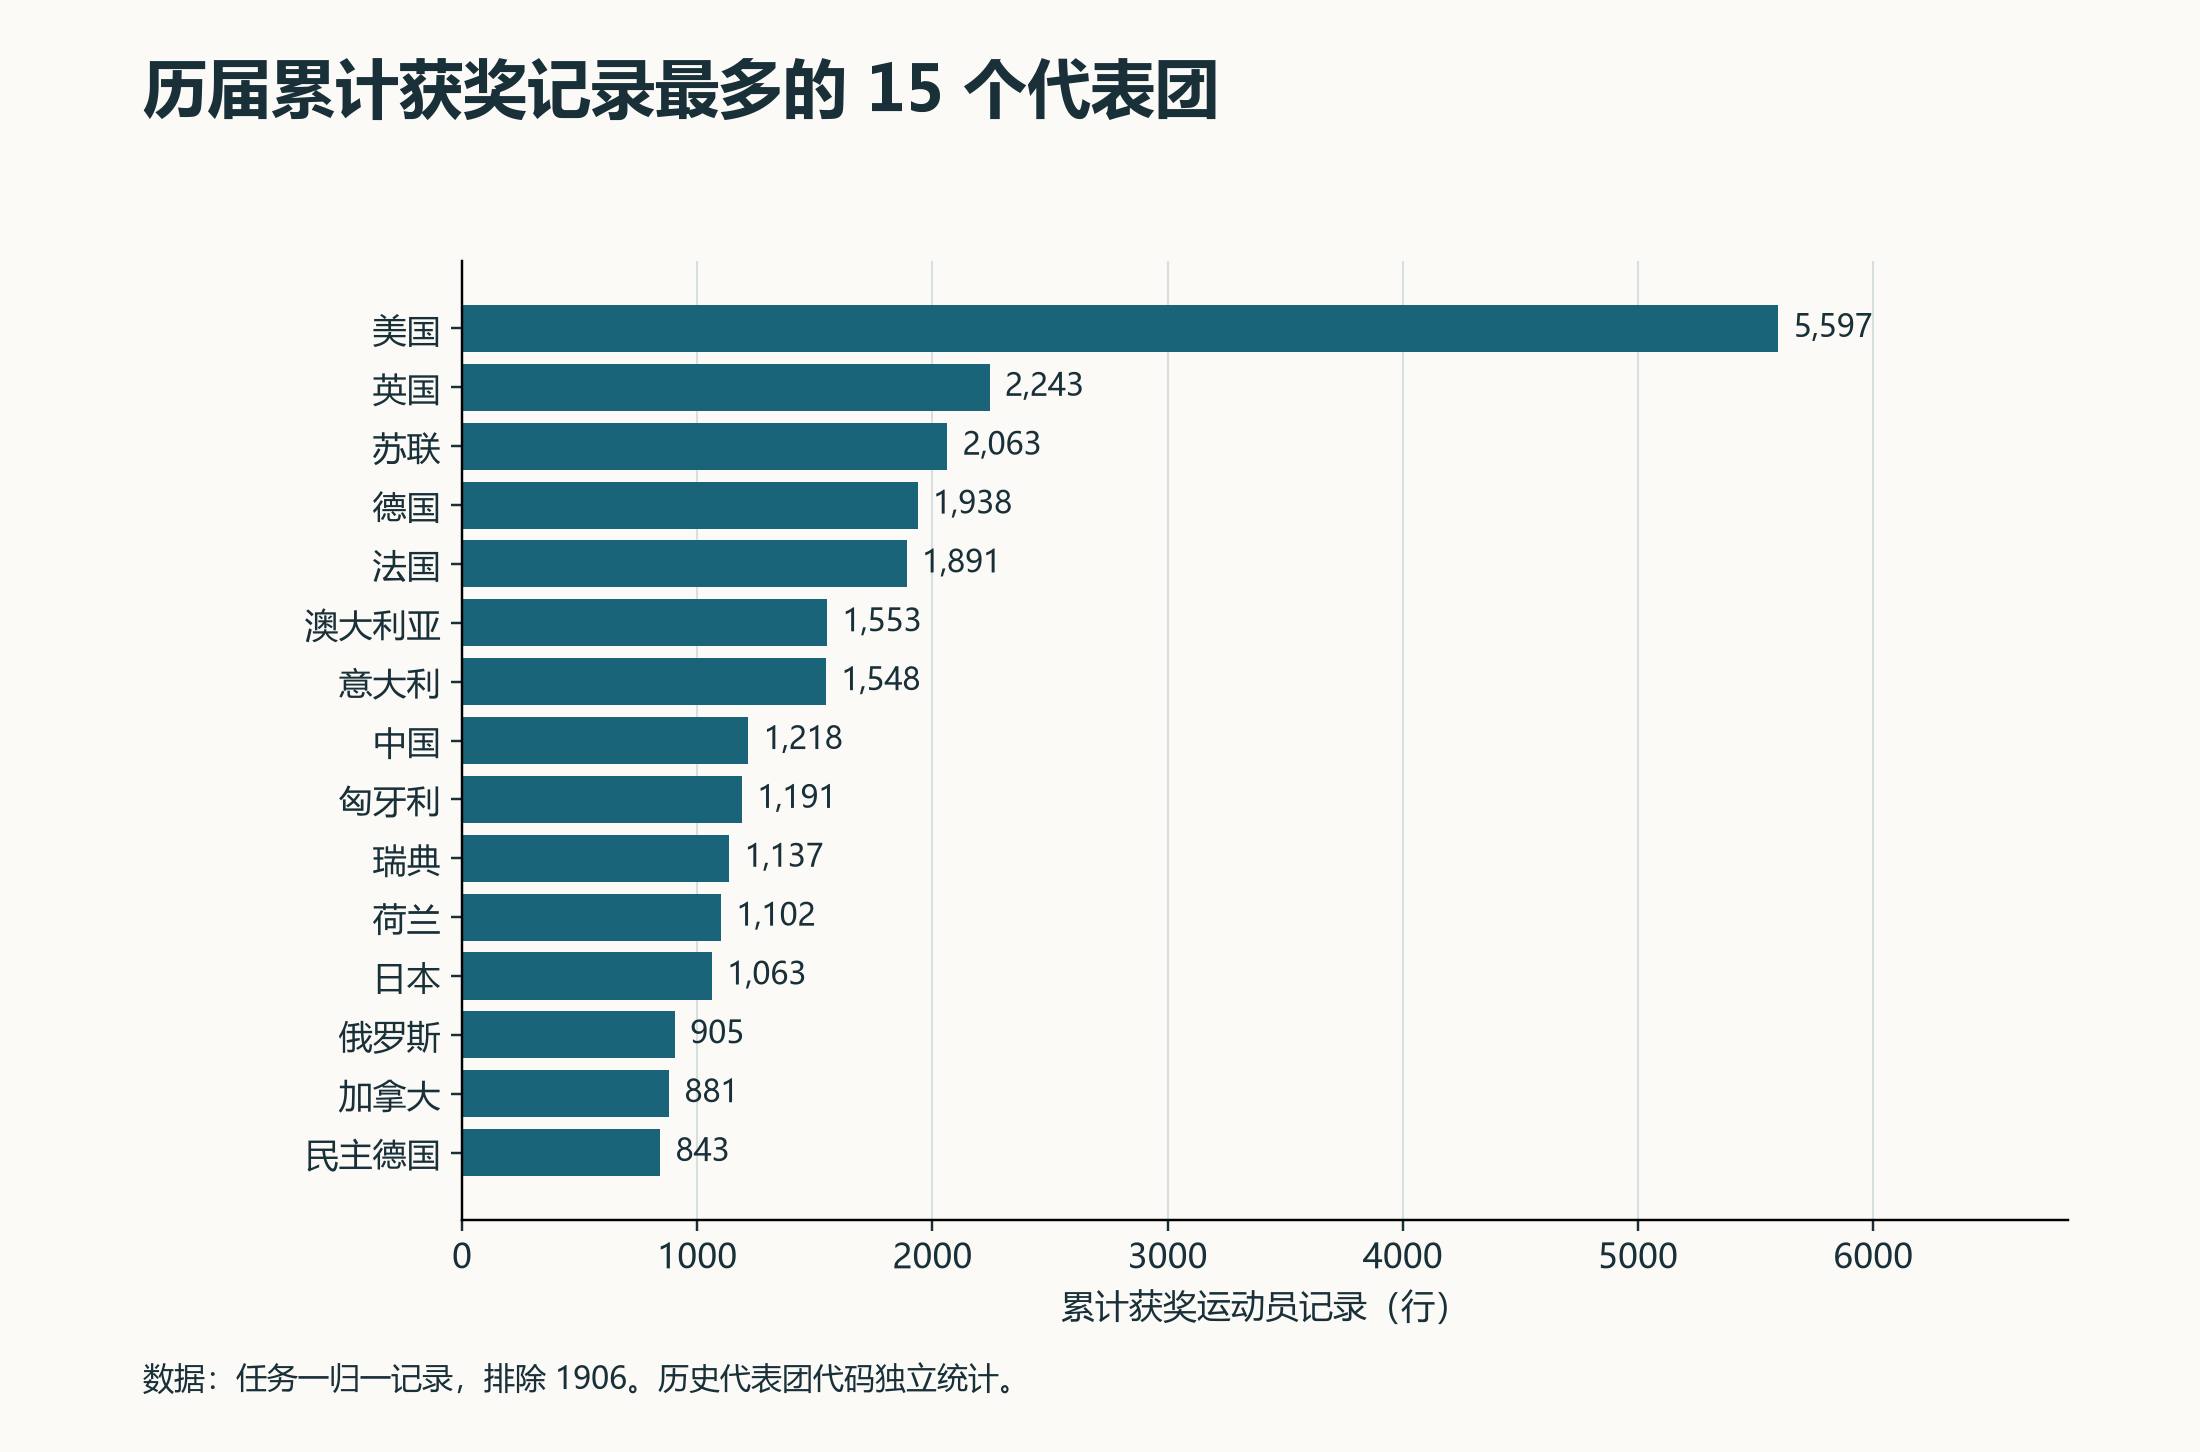 历届累计获奖记录最多的 15 个代表团
美国 5,597
英国 2,243
苏联 2,063
德国 1,938
法国 1,891
澳大利亚 1,553
意大利 1,548
中国 1,218
匈牙利 1,191
瑞典 1,137
荷兰 1,102
日本 1,063
俄罗斯 905
加拿大 881
民主德国 843
0 1000 2000 3000 4000 5000 6000
累计获奖运动员记录（行）
数据：任务一归一记录，排除 1906。历史代表团代码独立统计。